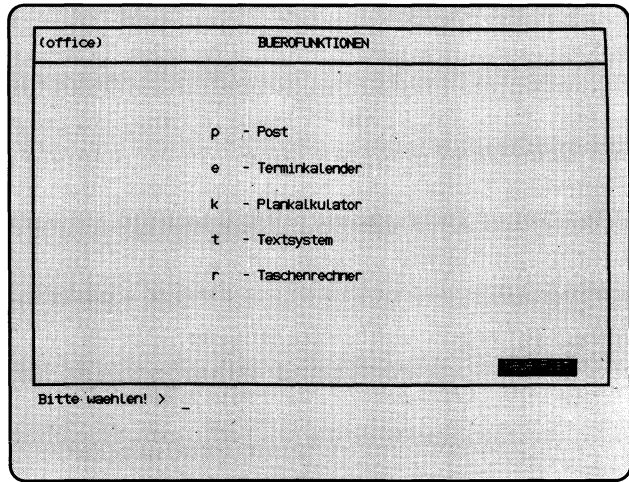 (office) BUEROFUNKTIONEN
p - Post
e - Terminkalender
k - Plankalkulator
t - Textsystem
r - Taschenrechner
Bitte waehlen! > _